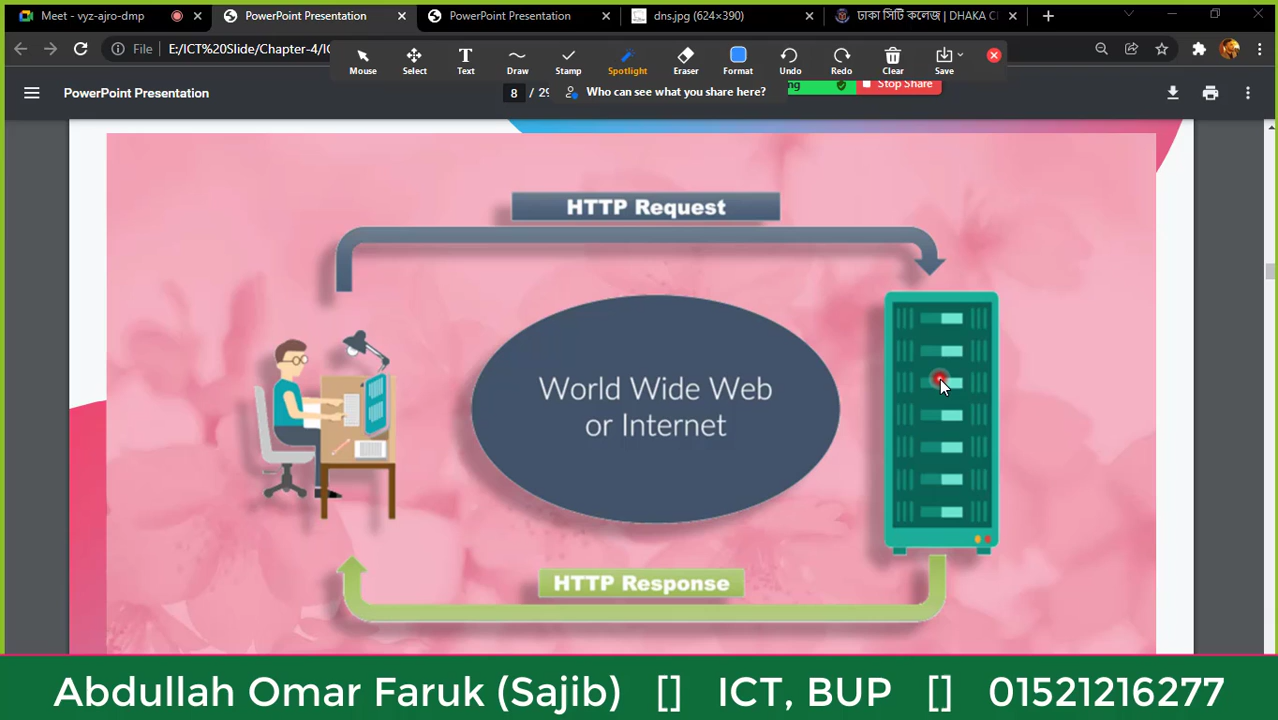 Meet - vyz-ajro-dmp
PowerPoint Presentation
PowerPoint Presentation
dns.jpg (624×390)
ঢাকা সিটি কলেজ | DHAKA C
File
E:/ICT%20Slide/Chapter-4/IC
Mouse
Select
T
Text
Draw
Stamp
Spotlight
Eraser
Format
Undo
Redo
Clear
Save
PowerPoint Presentation
8 / 29
Who can see what you share here?
ng
Stop Share
HTTP Request
World Wide Web
or Internet
HTTP Response
Abdullah Omar Faruk (Sajib) [] ICT, BUP [] 01521216277